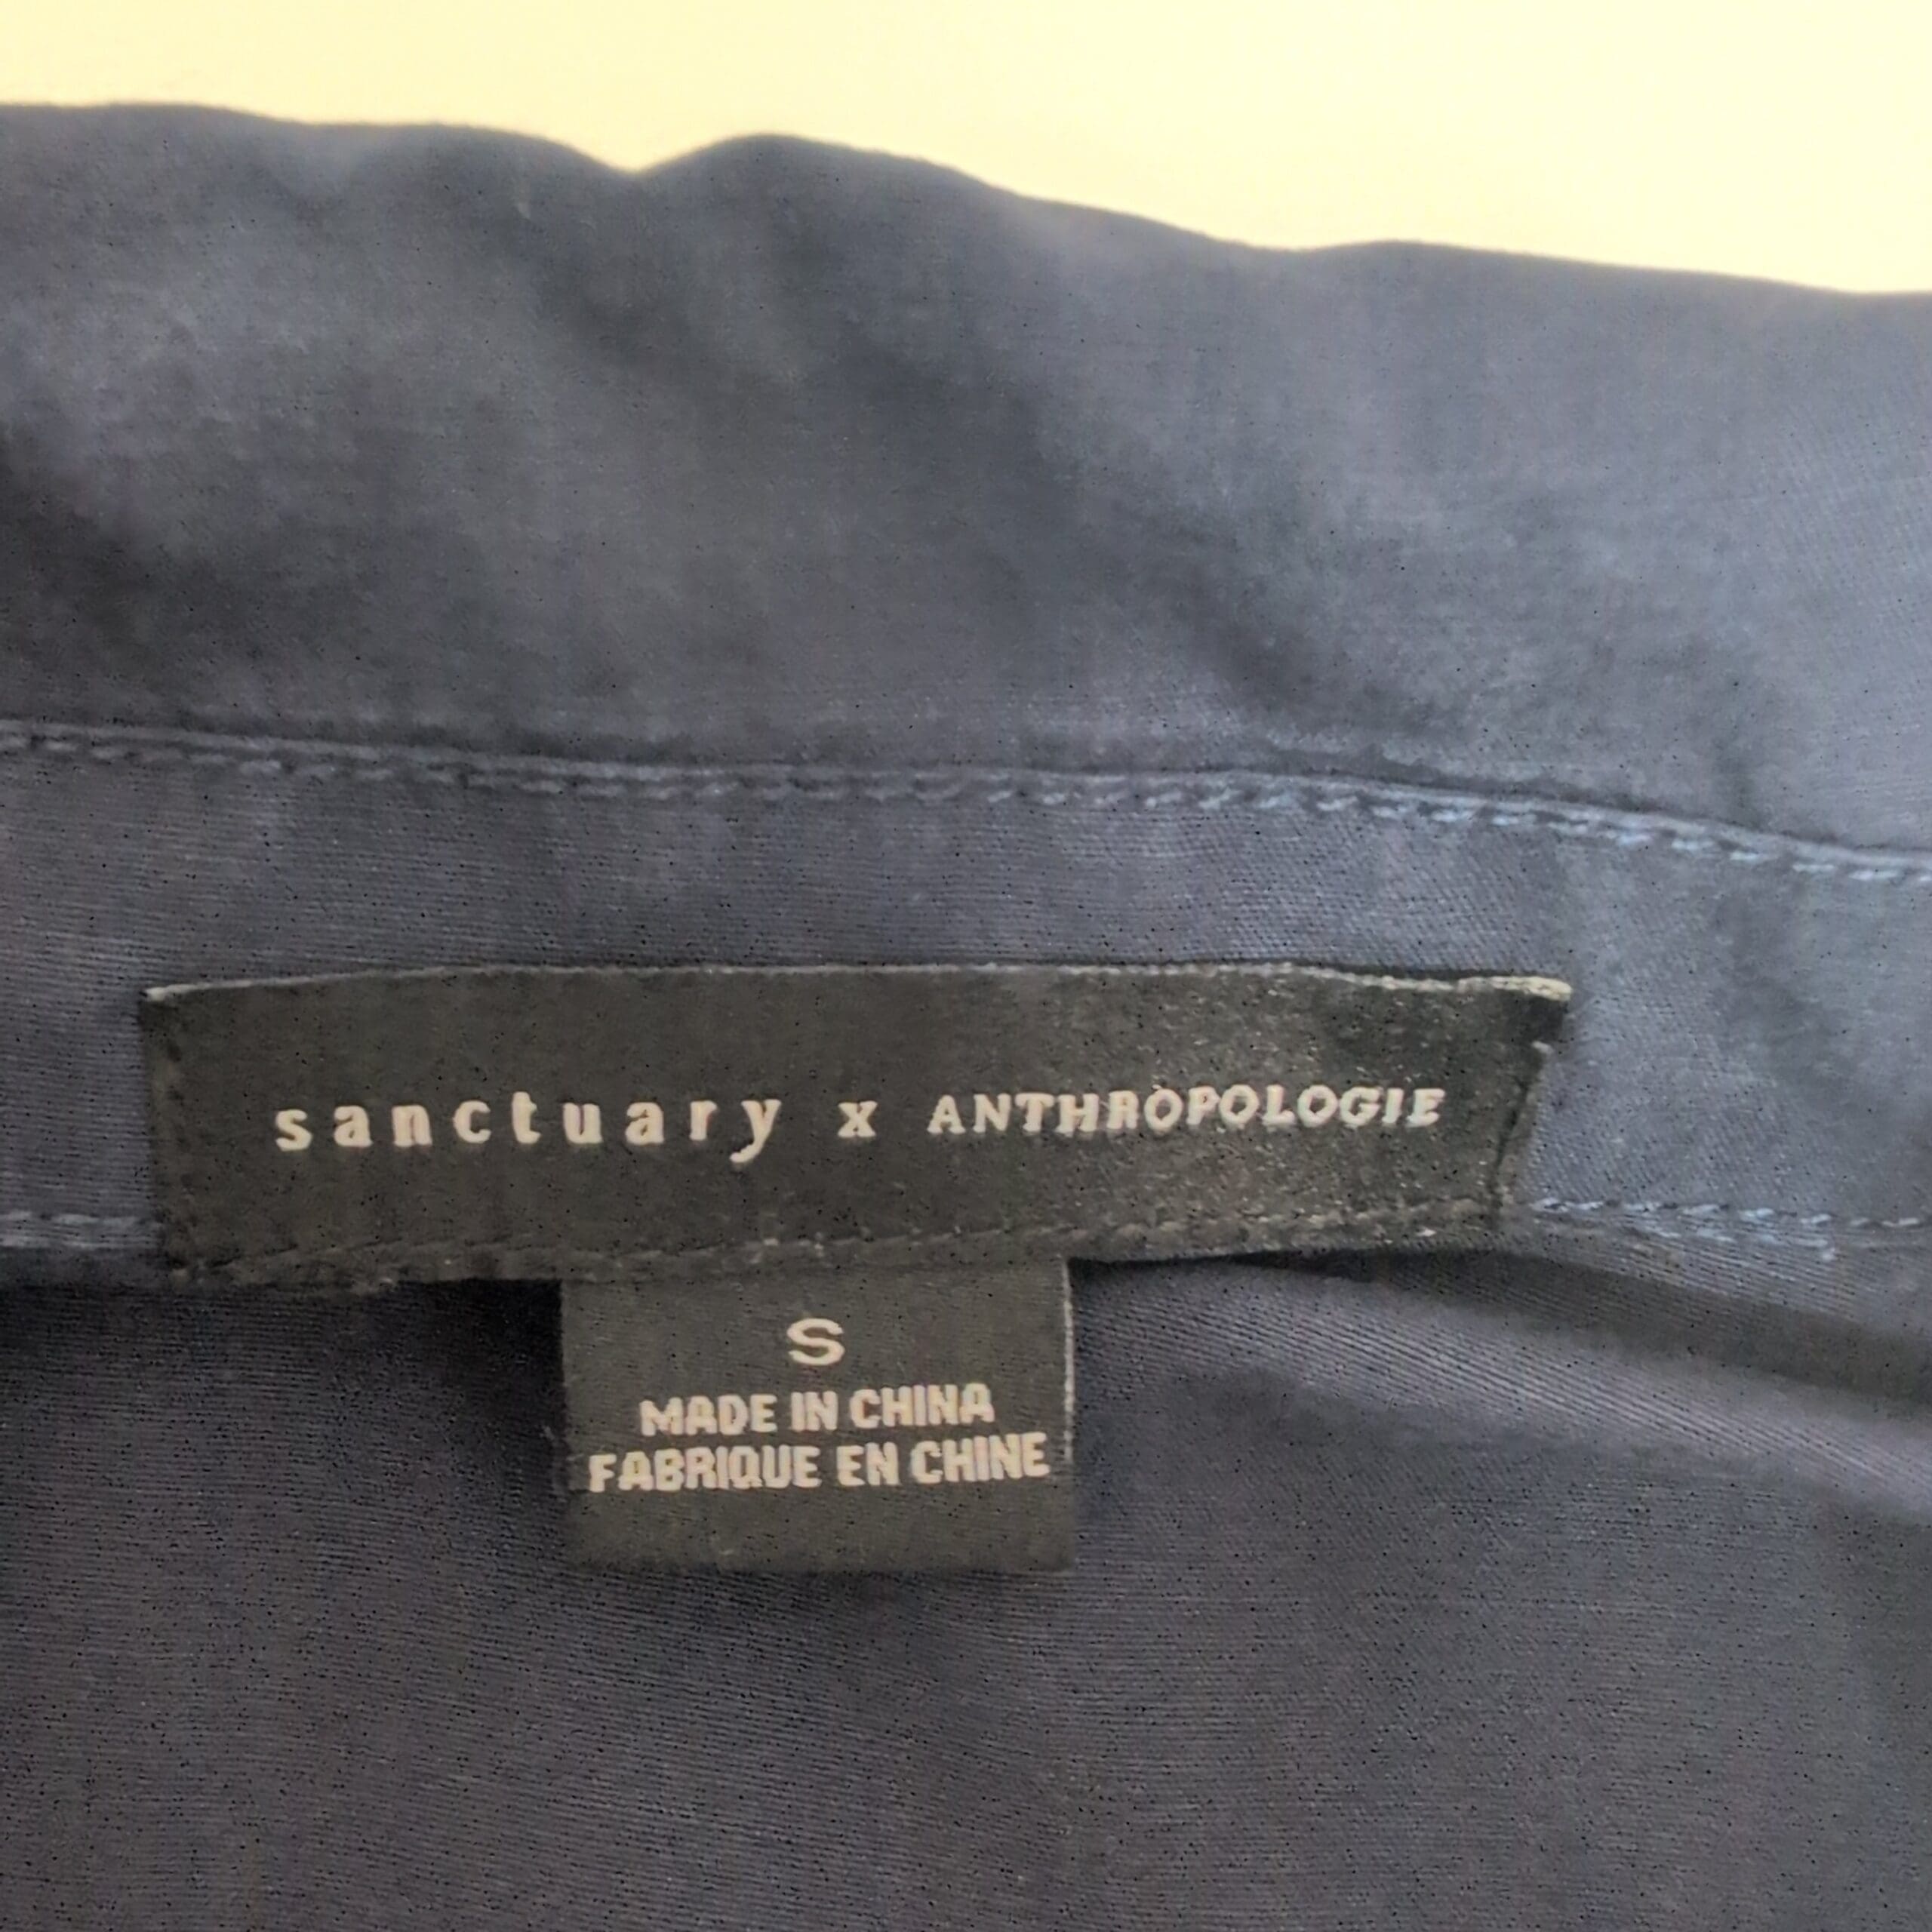 sanctuary x ANTHROPOLOGIE
S
MADE IN CHINA
FABRIQUE EN CHINE